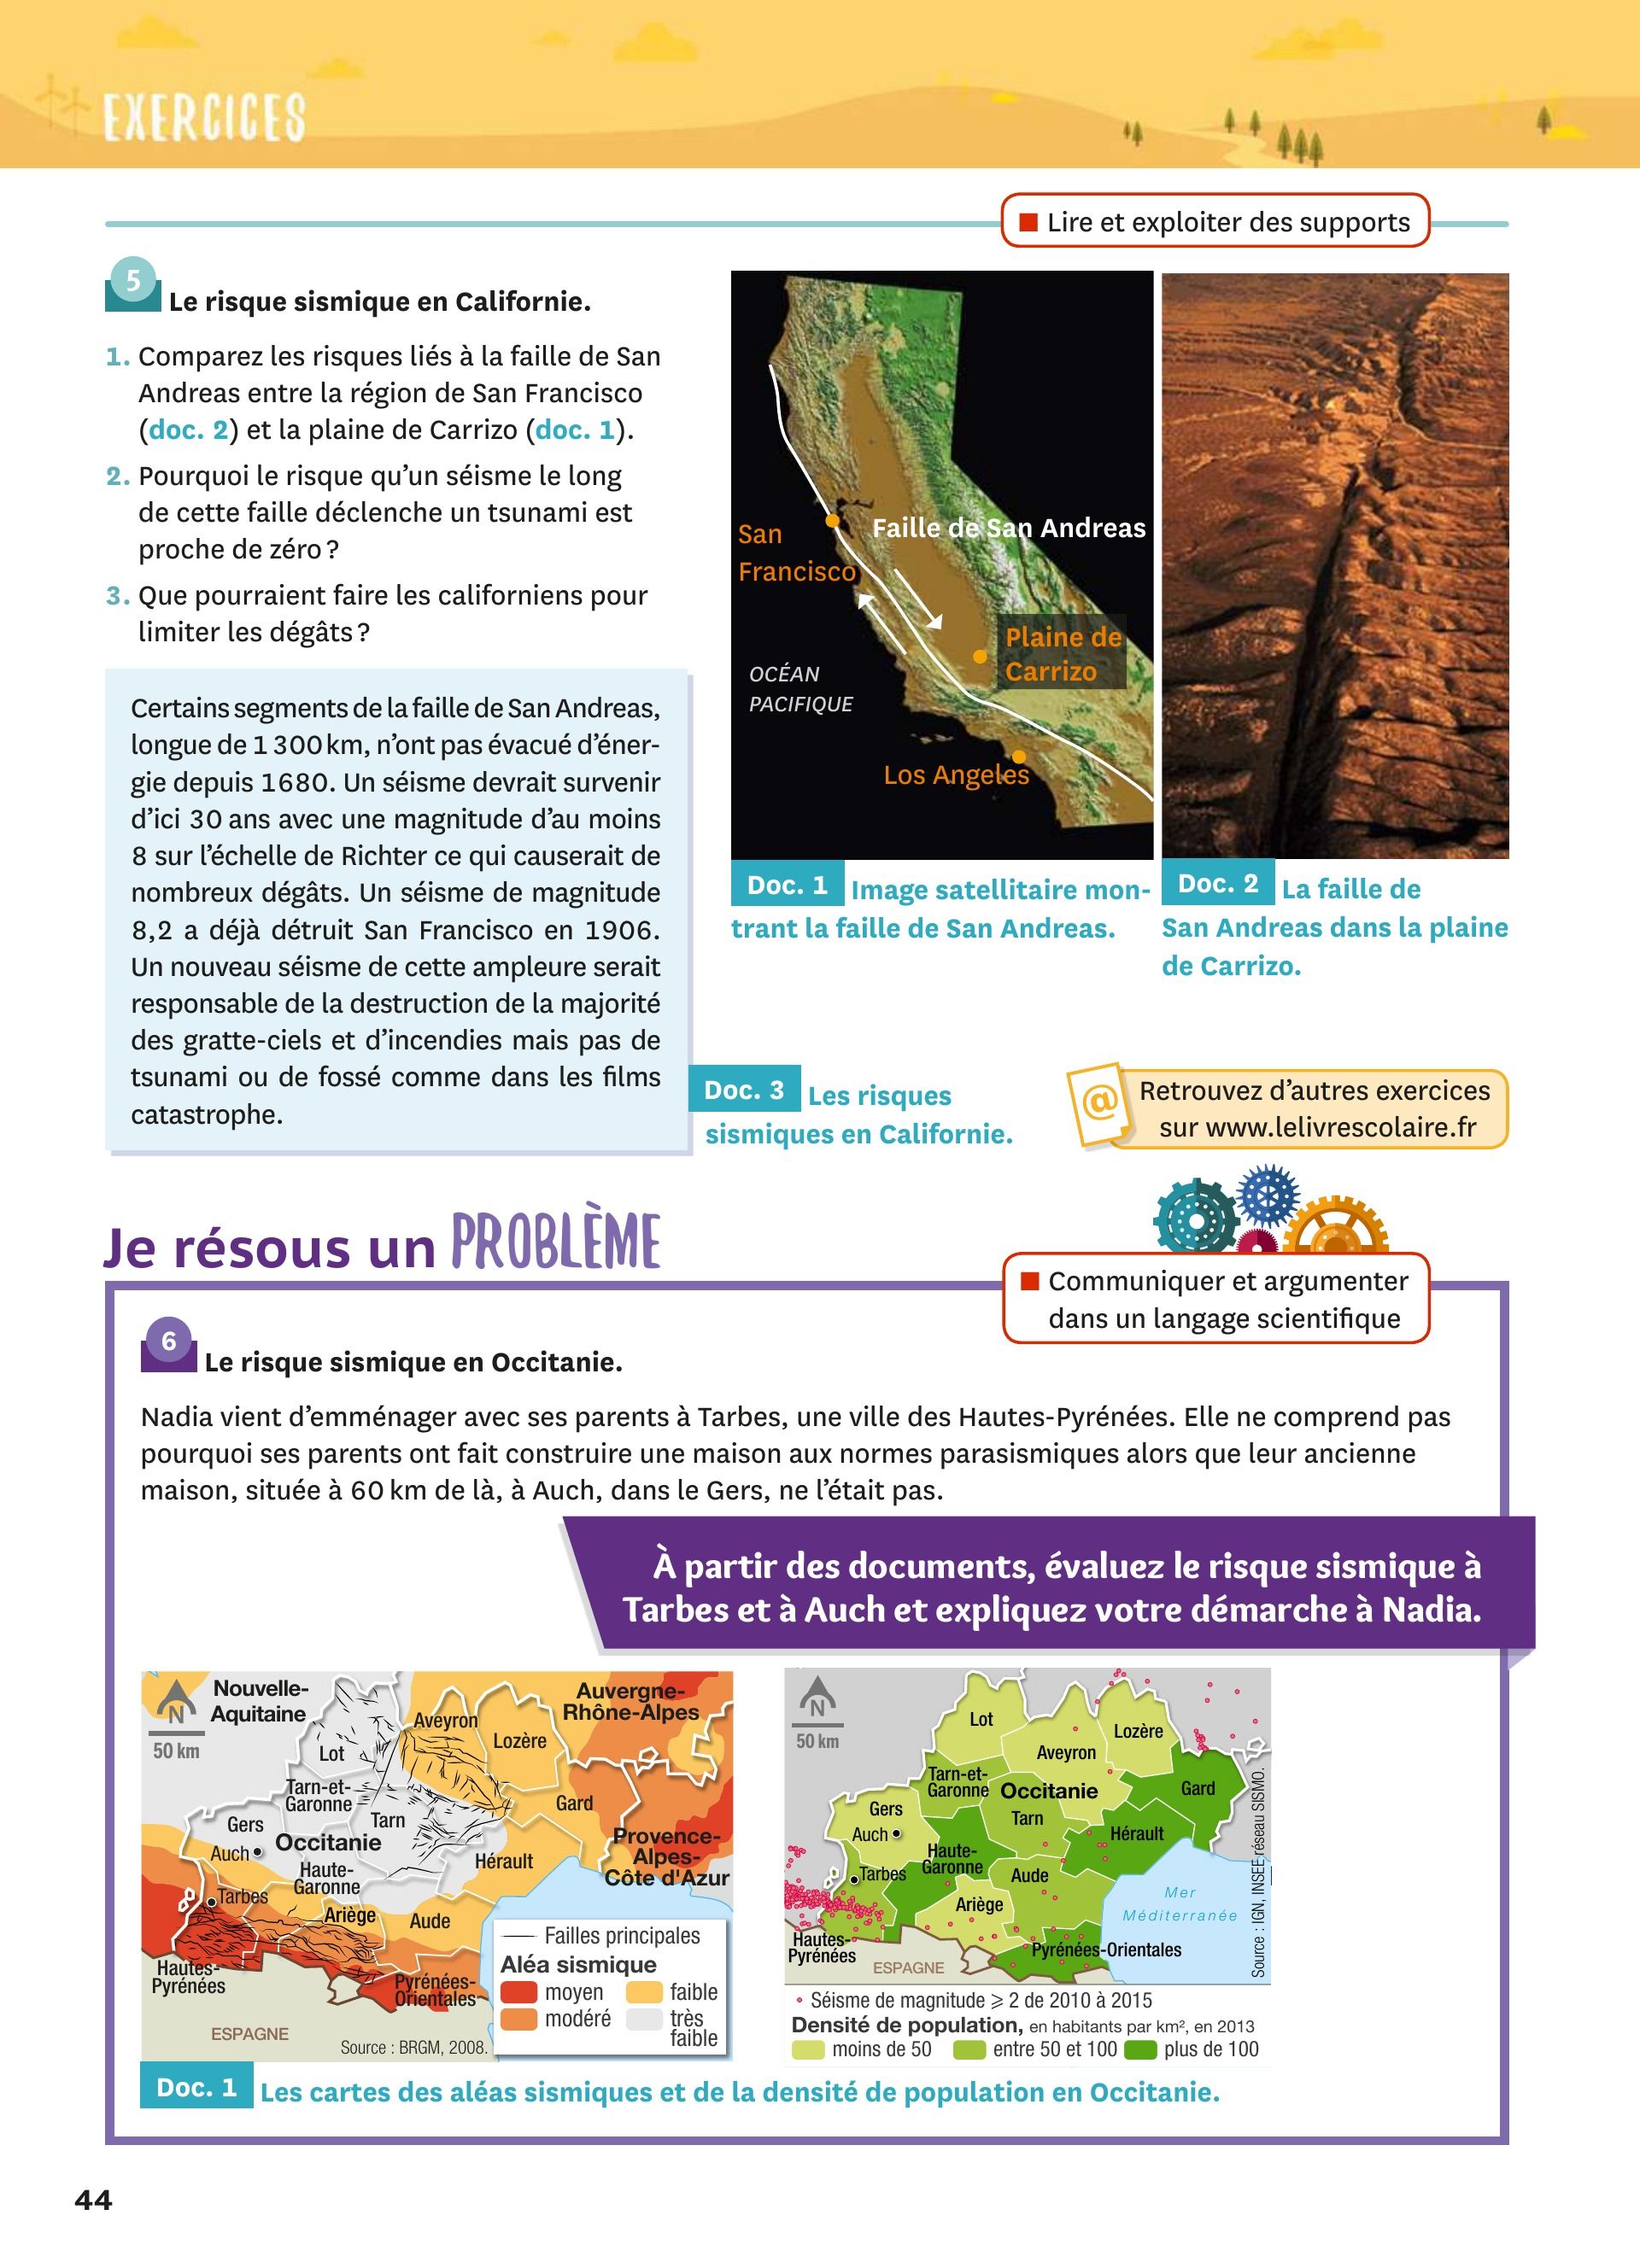 EXERCICES
■ Lire et exploiter des supports
5
Le risque sismique en Californie.
1. Comparez les risques liés à la faille de San
Andreas entre la région de San Francisco
(doc. 2) et la plaine de Carrizo (doc. 1).
2. Pourquoi le risque qu’un séisme le long
de cette faille déclenche un tsunami est
proche de zéro ?
3. Que pourraient faire les californiens pour
limiter les dégâts ?
Certains segments de la faille de San Andreas,
longue de 1 300 km, n’ont pas évacué d’éner-
gie depuis 1680. Un séisme devrait survenir
d’ici 30 ans avec une magnitude d’au moins
8 sur l’échelle de Richter ce qui causerait de
nombreux dégâts. Un séisme de magnitude
8,2 a déjà détruit San Francisco en 1906.
Un nouveau séisme de cette ampleure serait
responsable de la destruction de la majorité
des gratte-ciels et d’incendies mais pas de
tsunami ou de fossé comme dans les films
catastrophe.
Doc. 3 Les risques
sismiques en Californie.
San
Francisco
Faille de San Andreas
Plaine de
Carrizo
OCÉAN
PACIFIQUE
Los Angeles
Doc. 1 Image satellitaire mon-
trant la faille de San Andreas.
Doc. 2 La faille de
San Andreas dans la plaine
de Carrizo.
@
Retrouvez d’autres exercices
sur www.lelivrescolaire.fr
Je résous un PROBLÈME
■ Communiquer et argumenter
dans un langage scientifique
6
Le risque sismique en Occitanie.
Nadia vient d’emménager avec ses parents à Tarbes, une ville des Hautes-Pyrénées. Elle ne comprend pas
pourquoi ses parents ont fait construire une maison aux normes parasismiques alors que leur ancienne
maison, située à 60 km de là, à Auch, dans le Gers, ne l’était pas.
À partir des documents, évaluez le risque sismique à
Tarbes et à Auch et expliquez votre démarche à Nadia.
N
50 km
Nouvelle-
Aquitaine
Auvergne-
Rhône-Alpes
Aveyron
Lozère
Lot
Tarn-et-
Garonne
Gard
Tarn
Gers
Occitanie
Auch
Provence-
Alpes-
Côte d'Azur
Hérault
Haute-
Garonne
Tarbes
Ariège
Aude
Hautes-
Pyrénées
Pyrénées-
Orientales
ESPAGNE
Source : BRGM, 2008.
Failles principales
Aléa sismique
moyen
faible
modéré
très
faible
N
50 km
Lot
Lozère
Aveyron
Tarn-et-
Garonne
Occitanie
Gard
Gers
Tarn
Auch
Hérault
Haute-
Garonne
Tarbes
Aude
Ariège
Mer
Méditerranée
Hautes-
Pyrénées
Pyrénées-Orientales
ESPAGNE
Source : IGN, INSEE réseau SISMO.
Séisme de magnitude ⩾ 2 de 2010 à 2015
Densité de population, en habitants par km², en 2013
moins de 50
entre 50 et 100
plus de 100
Doc. 1 Les cartes des aléas sismiques et de la densité de population en Occitanie.
44